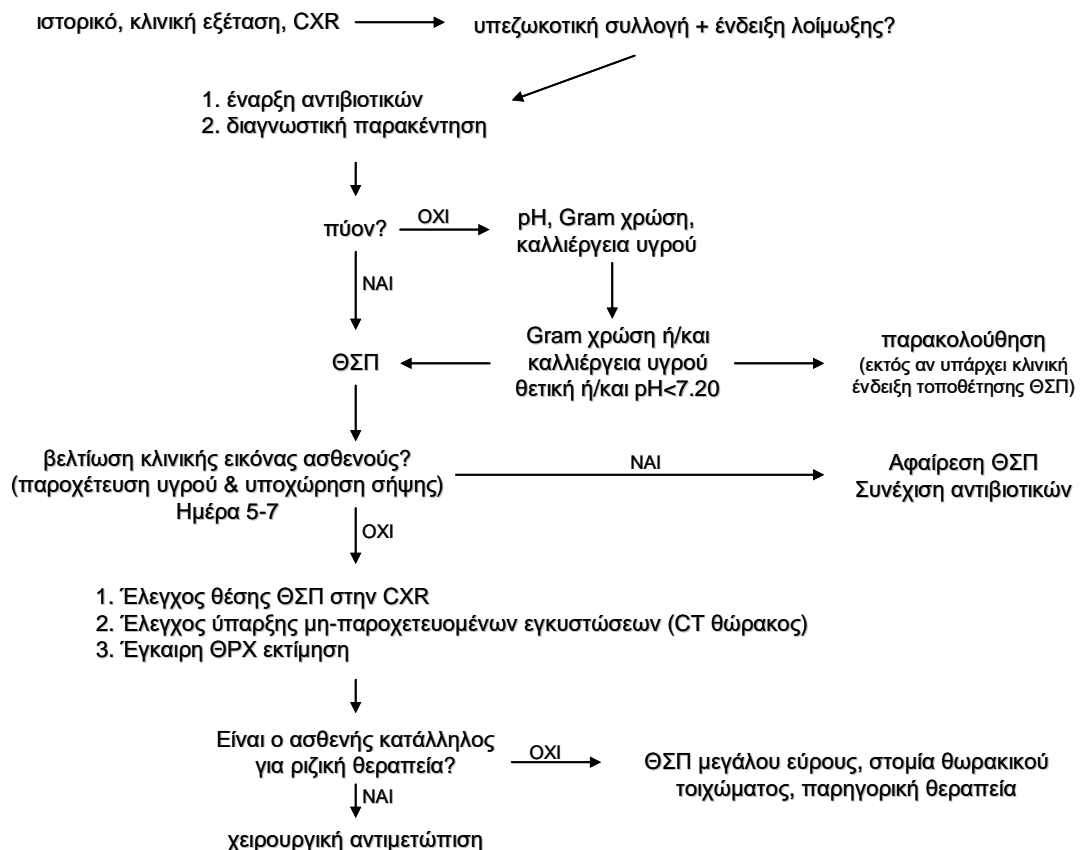 ιστορικό, κλινική εξέταση, CXR
υπεζωκοτική συλλογή + ένδειξη λοίμωξης?
1. έναρξη αντιβιοτικών
2. διαγνωστική παρακέντηση
πύον?
ΟΧΙ
pH, Gram χρώση,
καλλιέργεια υγρού
ΝΑΙ
ΘΣΠ
Gram χρώση ή/και
καλλιέργεια υγρού
θετική ή/και pH<7.20
παρακολούθηση
(εκτός αν υπάρχει κλινική
ένδειξη τοποθέτησης ΘΣΠ)
βελτίωση κλινικής εικόνας ασθενούς?
(παροχέτευση υγρού & υποχώρηση σήψης)
Ημέρα 5-7
ΝΑΙ
Αφαίρεση ΘΣΠ
Συνέχιση αντιβιοτικών
ΟΧΙ
1. Έλεγχος θέσης ΘΣΠ στην CXR
2. Έλεγχος ύπαρξης μη-παροχετευομένων εγκυστώσεων (CT θώρακος)
3. Έγκαιρη ΘΡΧ εκτίμηση
Είναι ο ασθενής κατάλληλος
για ριζική θεραπεία?
ΟΧΙ
ΘΣΠ μεγάλου εύρους, στομία θωρακικού
τοιχώματος, παρηγορική θεραπεία
ΝΑΙ
χειρουργική αντιμετώπιση